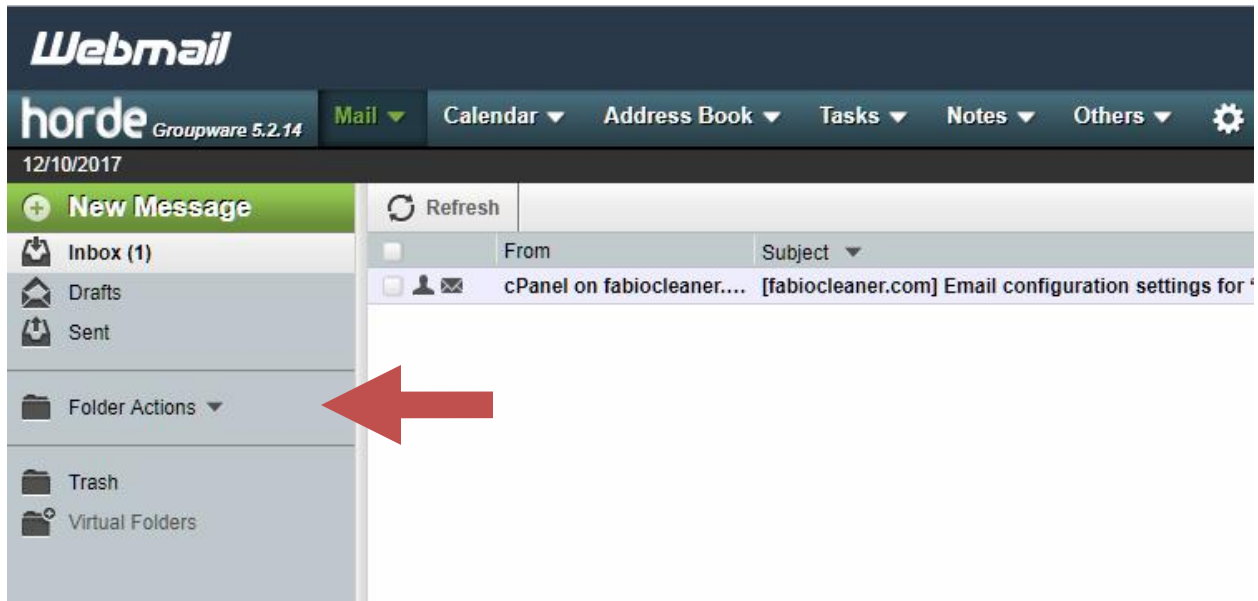 Webmail
horde Groupware 5.2.14 Mail Calendar Address Book Tasks Notes Others
12/10/2017
New Message
Refresh
Inbox (1)
From Subject
Drafts
cPanel on fabiocleaner.... [fabiocleaner.com] Email configuration settings for “
Sent
Folder Actions
Trash
Virtual Folders